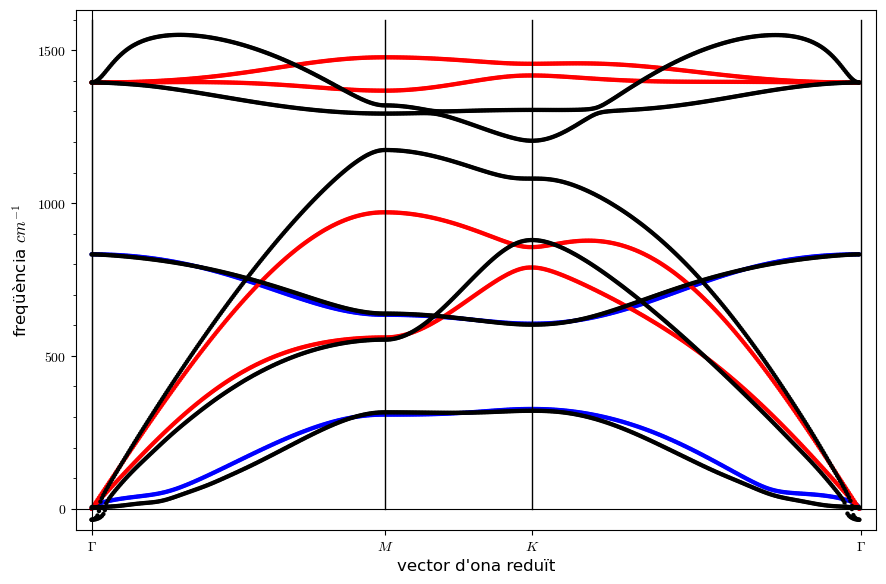 1500
1000
500
0
freqüència cm⁻¹
Γ M K Γ
vector d'ona reduït